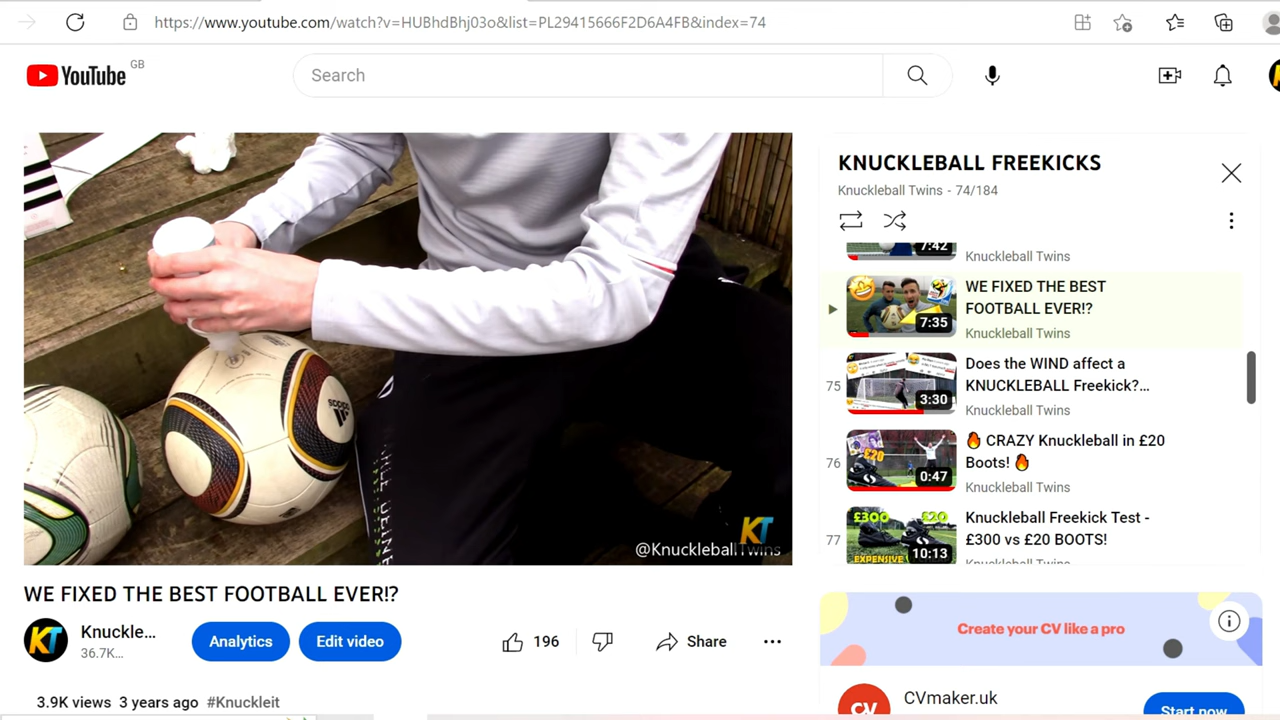 https://www.youtube.com/watch?v=HUBhdBhj03o&list=PL29415666F2D6A4FB&index=74
YouTube GB
Search
adidas
KT
@KnuckleballTwins
WE FIXED THE BEST FOOTBALL EVER!?
KT
Knuckle...
36.7K...
Analytics
Edit video
196
Share
3.9K views 3 years ago #Knuckleit
KNUCKLEBALL FREEKICKS
Knuckleball Twins - 74/184
7:42
Knuckleball Twins
7:35
WE FIXED THE BEST
FOOTBALL EVER!?
Knuckleball Twins
75
3:30
Does the WIND affect a
KNUCKLEBALL Freekick?...
Knuckleball Twins
76
£20
0:47
CRAZY Knuckleball in £20
Boots!
Knuckleball Twins
77
£300 £20
EXPENSIVE
10:13
Knuckleball Freekick Test -
£300 vs £20 BOOTS!
Knuckleball Twins
Create your CV like a pro
CV
CVmaker.uk
Start now